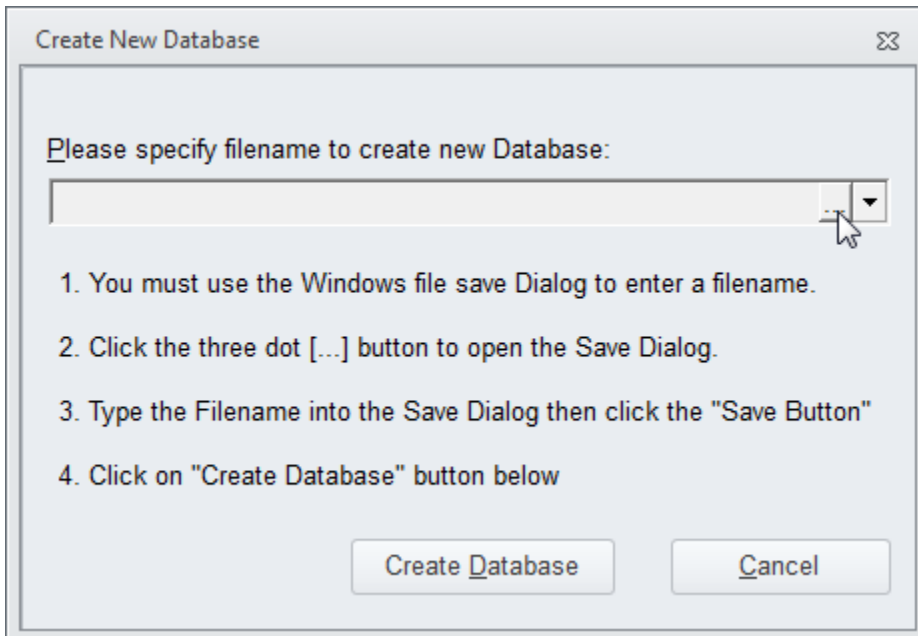 Create New Database
Please specify filename to create new Database:
...
1. You must use the Windows file save Dialog to enter a filename.
2. Click the three dot [...] button to open the Save Dialog.
3. Type the Filename into the Save Dialog then click the "Save Button"
4. Click on "Create Database" button below
Create Database Cancel